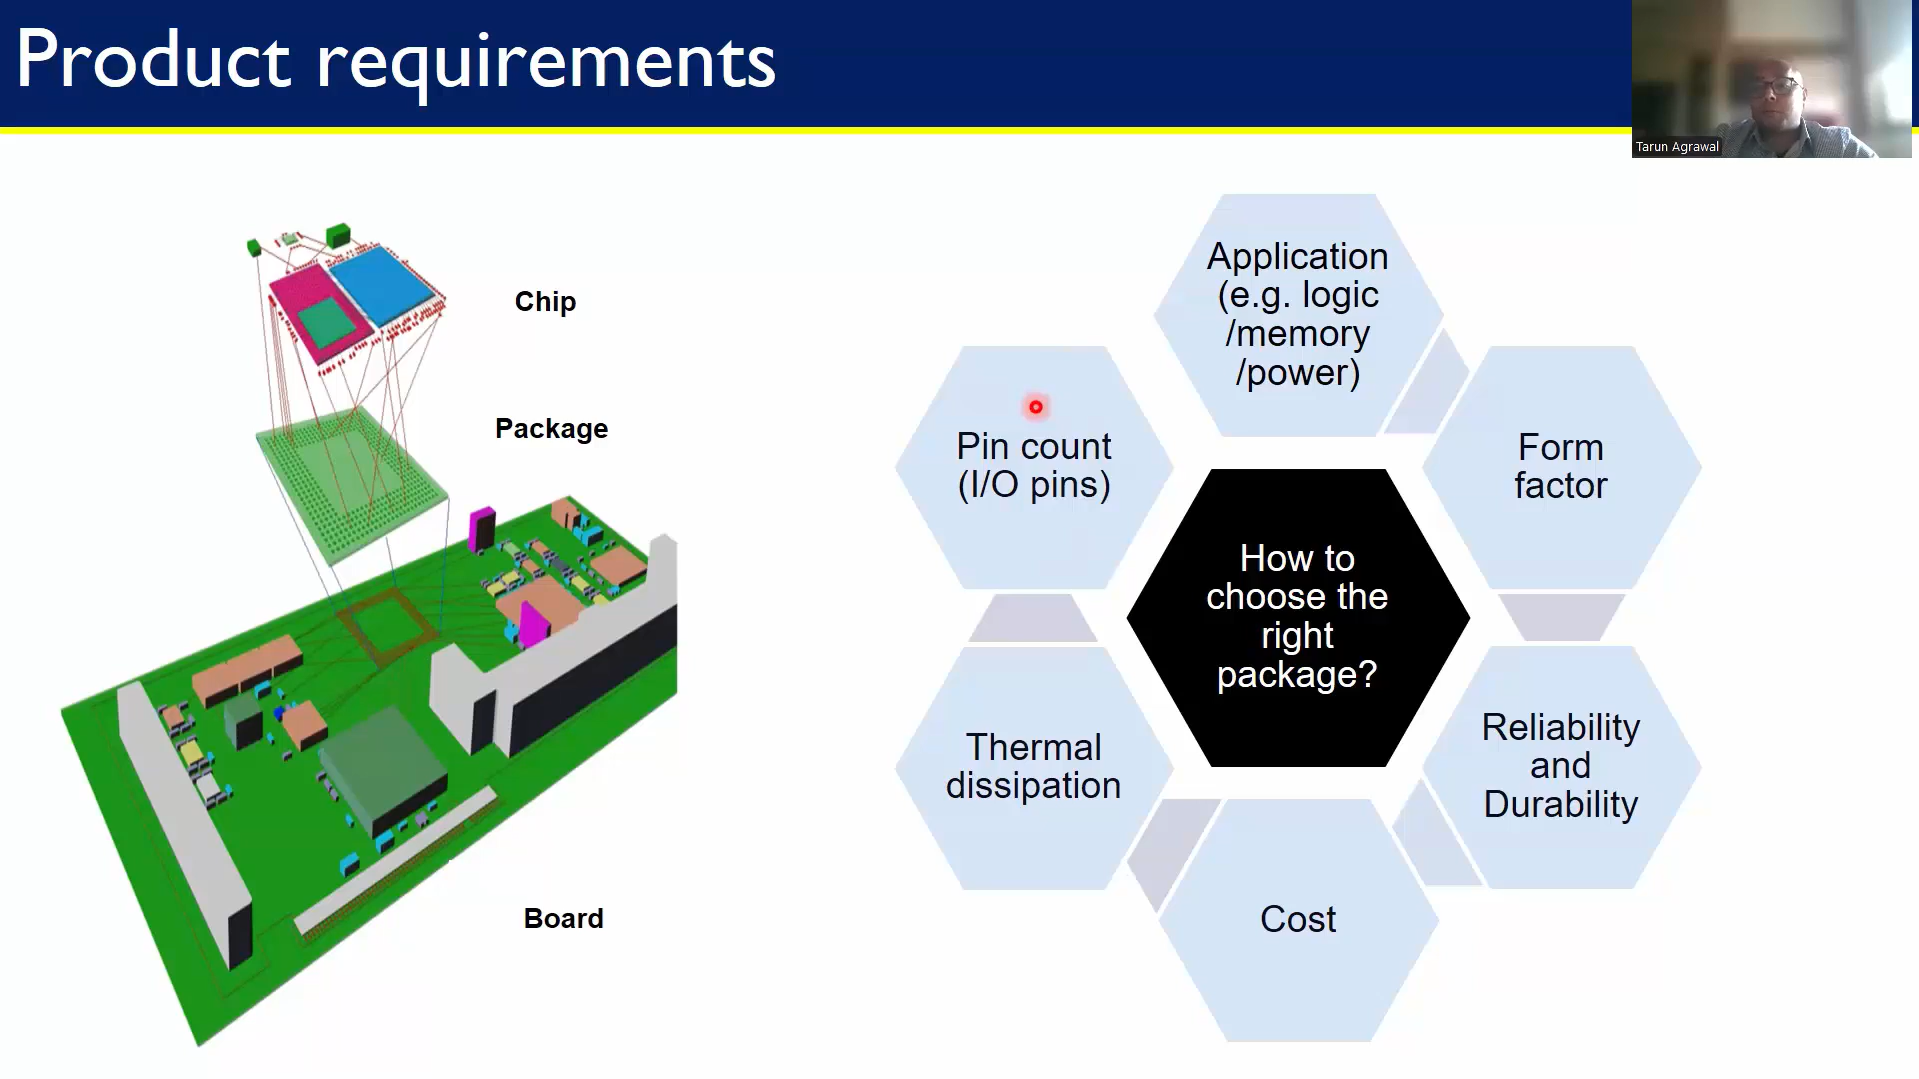 Product requirements
Tarun Agrawal
Chip
Package
Board
Application
(e.g. logic
/memory
/power)
Form
factor
Reliability
and
Durability
Cost
Thermal
dissipation
Pin count
(I/O pins)
How to
choose the
right
package?